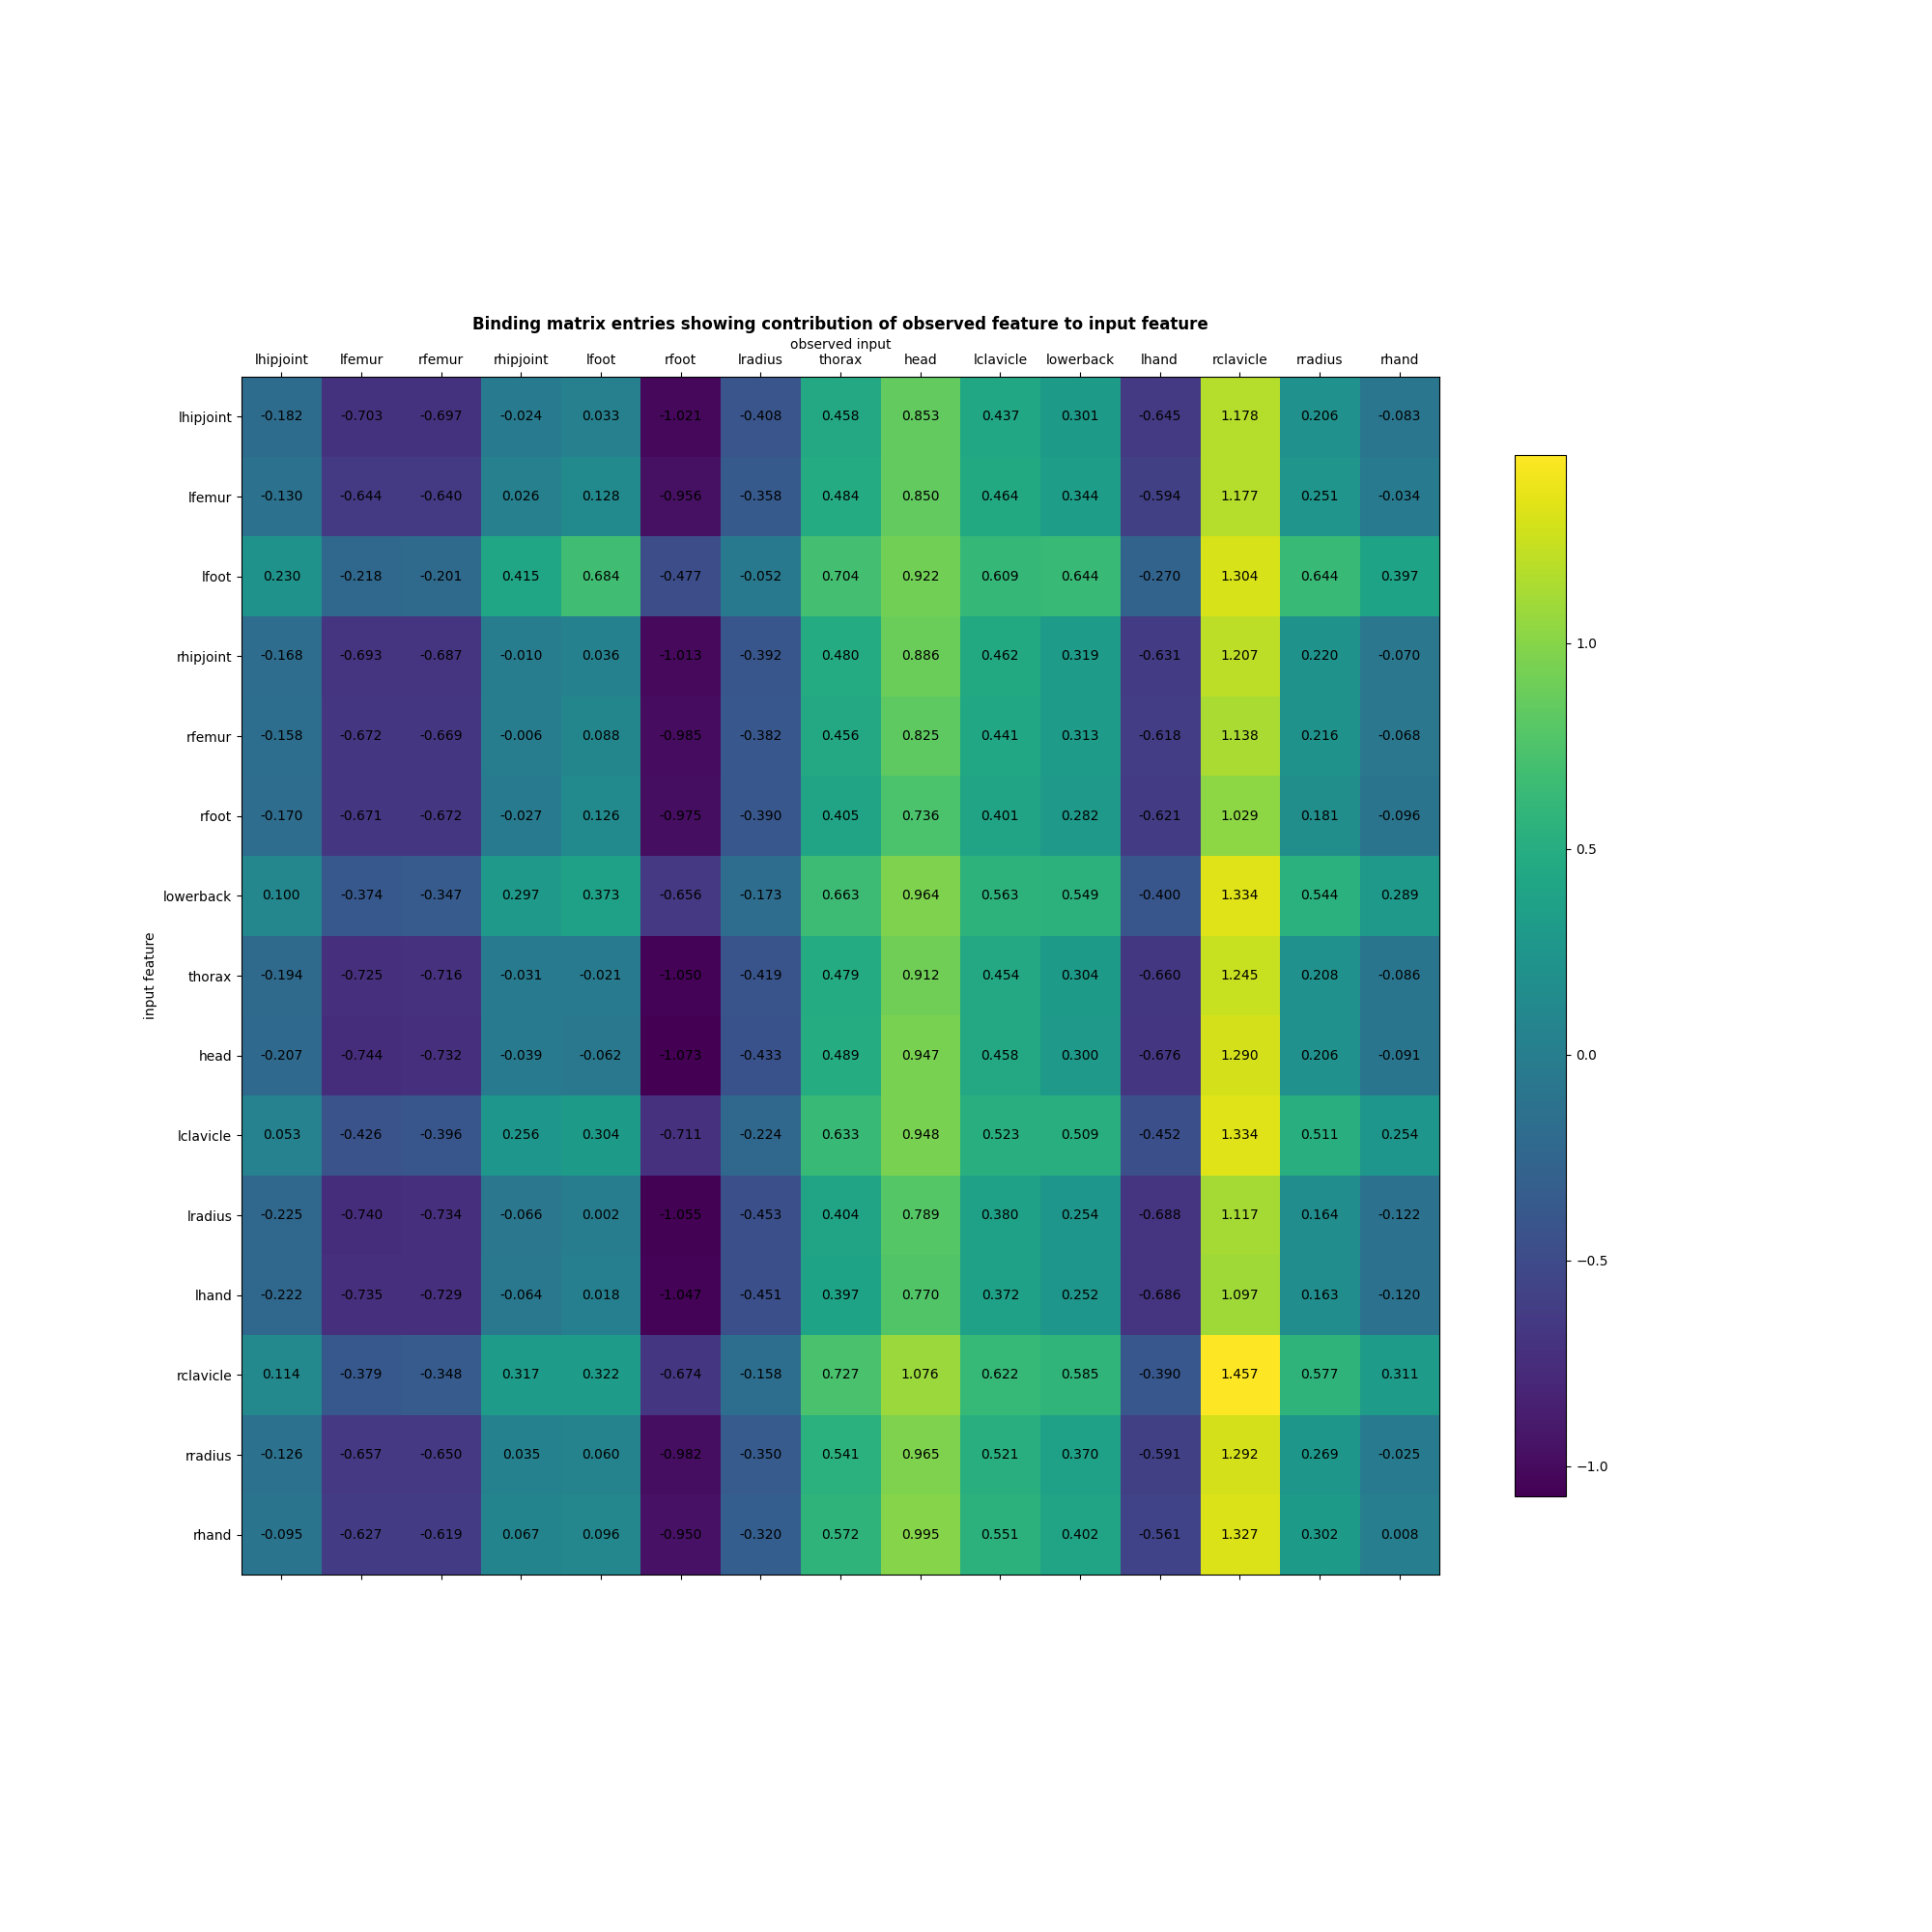 Binding matrix entries showing contribution of observed feature to input feature
observed input
lhipjoint lfemur rfemur rhipjoint lfoot rfoot lradius thorax head lclavicle lowerback lhand rclavicle rradius rhand
lhipjoint -0.182 -0.703 -0.697 -0.024 0.033 -1.021 -0.408 0.458 0.853 0.437 0.301 -0.645 1.178 0.206 -0.083
lfemur -0.130 -0.644 -0.640 0.026 0.128 -0.956 -0.358 0.484 0.850 0.464 0.344 -0.594 1.177 0.251 -0.034
lfoot 0.230 -0.218 -0.201 0.415 0.684 -0.477 -0.052 0.704 0.922 0.609 0.644 -0.270 1.304 0.644 0.397
rhipjoint -0.168 -0.693 -0.687 -0.010 0.036 -1.013 -0.392 0.480 0.886 0.462 0.319 -0.631 1.207 0.220 -0.070
rfemur -0.158 -0.672 -0.669 -0.006 0.088 -0.985 -0.382 0.456 0.825 0.441 0.313 -0.618 1.138 0.216 -0.068
rfoot -0.170 -0.671 -0.672 -0.027 0.126 -0.975 -0.390 0.405 0.736 0.401 0.282 -0.621 1.029 0.181 -0.096
lowerback 0.100 -0.374 -0.347 0.297 0.373 -0.656 -0.173 0.663 0.964 0.563 0.549 -0.400 1.334 0.544 0.289
thorax -0.194 -0.725 -0.716 -0.031 -0.021 -1.050 -0.419 0.479 0.912 0.454 0.304 -0.660 1.245 0.208 -0.086
head -0.207 -0.744 -0.732 -0.039 -0.062 -1.073 -0.433 0.489 0.947 0.458 0.300 -0.676 1.290 0.206 -0.091
lclavicle 0.053 -0.426 -0.396 0.256 0.304 -0.711 -0.224 0.633 0.948 0.523 0.509 -0.452 1.334 0.511 0.254
lradius -0.225 -0.740 -0.734 -0.066 0.002 -1.055 -0.453 0.404 0.789 0.380 0.254 -0.688 1.117 0.164 -0.122
lhand -0.222 -0.735 -0.729 -0.064 0.018 -1.047 -0.451 0.397 0.770 0.372 0.252 -0.686 1.097 0.163 -0.120
rclavicle 0.114 -0.379 -0.348 0.317 0.322 -0.674 -0.158 0.727 1.076 0.622 0.585 -0.390 1.457 0.577 0.311
rradius -0.126 -0.657 -0.650 0.035 0.060 -0.982 -0.350 0.541 0.965 0.521 0.370 -0.591 1.292 0.269 -0.025
rhand -0.095 -0.627 -0.619 0.067 0.096 -0.950 -0.320 0.572 0.995 0.551 0.402 -0.561 1.327 0.302 0.008
input feature
1.0
0.5
0.0
−0.5
−1.0